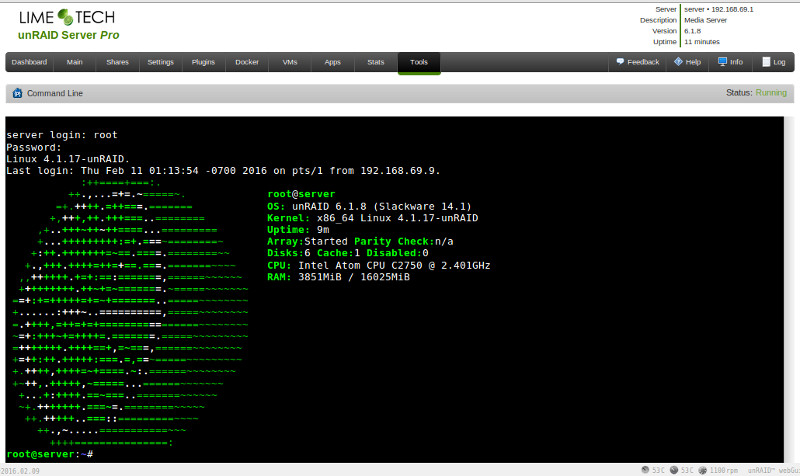 LIME TECH
unRAID Server Pro
Server server • 192.168.69.1
Description Media Server
Version 6.1.8
Uptime 11 minutes
Dashboard Main Shares Settings Plugins Docker VMs Apps Stats Tools Feedback Help Info Log
Command Line Status: Running
server login: root
Password:
Linux 4.1.17-unRAID.
Last login: Thu Feb 11 01:13:54 -0700 2016 on pts/1 from 192.168.69.9.
root@server
OS: unRAID 6.1.8 (Slackware 14.1)
Kernel: x86_64 Linux 4.1.17-unRAID
Uptime: 9m
Array:Started Parity Check:n/a
Disks:6 Cache:1 Disabled:0
CPU: Intel Atom CPU C2750 @ 2.401GHz
RAM: 3851MiB / 16025MiB
root@server:~#
2016.02.09 53C 53C 1180rpm unRAID™ webGui